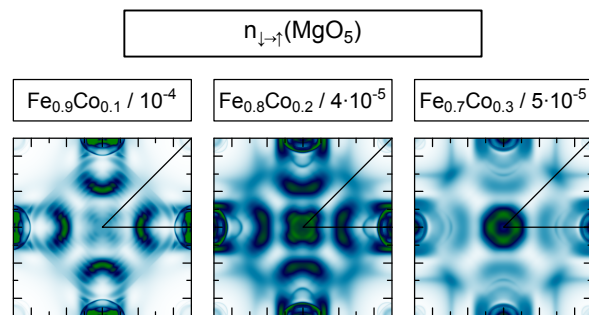 n↓→↑(MgO₅)
Fe₀.₉Co₀.₁ / 10⁻⁴
Fe₀.₈Co₀.₂ / 4·10⁻⁵
Fe₀.₇Co₀.₃ / 5·10⁻⁵